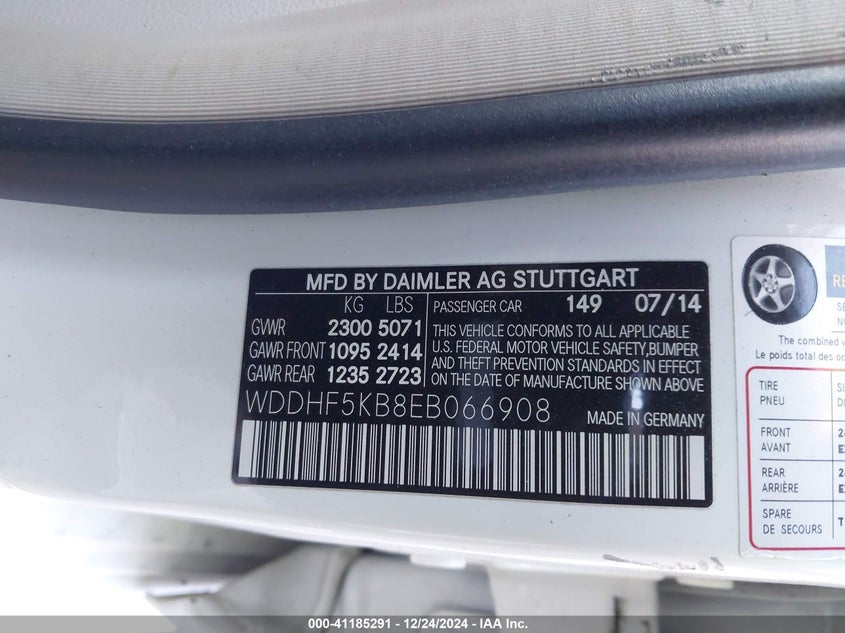 MFD BY DAIMLER AG STUTTGART
KG LBS
GVWR 2300 5071
GAWR FRONT 1095 2414
GAWR REAR 1235 2723
PASSENGER CAR 149 07/14
THIS VEHICLE CONFORMS TO ALL APPLICABLE
U.S. FEDERAL MOTOR VEHICLE SAFETY,BUMPER
AND THEFT PREVENTION STANDARDS IN EFFECT
ON THE DATE OF MANUFACTURE SHOWN ABOVE
WDDHF5KB8EB066908
MADE IN GERMANY
The combined
Le poids total des
TIRE
PNEU
FRONT
AVANT
REAR
ARRIÈRE
SPARE
DE SECOURS
000-41185291 - 12/24/2024 - IAA, Inc.